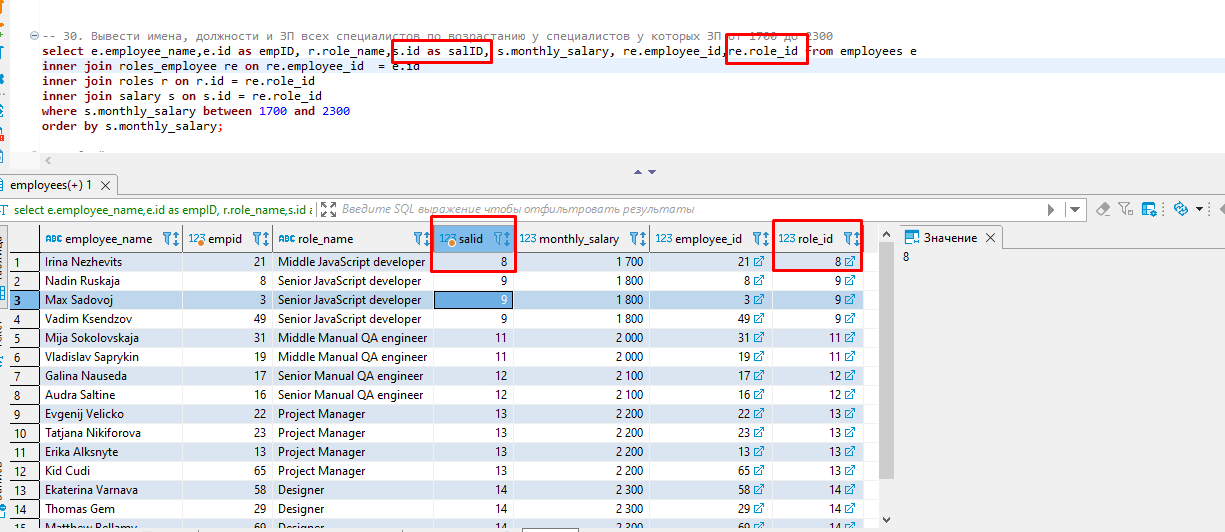 -- 30. Вывести имена, должности и ЗП всех специалистов по возрастанию у специалистов у которых ЗП от 1700 до 2300
select e.employee_name,e.id as empID, r.role_name,s.id as salID, s.monthly_salary, re.employee_id,re.role_id from employees e
inner join roles_employee re on re.employee_id = e.id
inner join roles r on r.id = re.role_id
inner join salary s on s.id = re.role_id
where s.monthly_salary between 1700 and 2300
order by s.monthly_salary;
employees(+) 1
select e.employee_name,e.id as empID, r.role_name,s.id a Введите SQL выражение чтобы отфильтровать результаты
ABC employee_name 123 empid ABC role_name 123 salid 123 monthly_salary 123 employee_id 123 role_id Значение
1 Irina Nezhevits 21 Middle JavaScript developer 8 1 700 21 8 8
2 Nadin Ruskaja 8 Senior JavaScript developer 9 1 800 8 9
3 Max Sadovoj 3 Senior JavaScript developer 9 1 800 3 9
4 Vadim Ksendzov 49 Senior JavaScript developer 9 1 800 49 9
5 Mija Sokolovskaja 31 Middle Manual QA engineer 11 2 000 31 11
6 Vladislav Saprykin 19 Middle Manual QA engineer 11 2 000 19 11
7 Galina Nauseda 17 Senior Manual QA engineer 12 2 100 17 12
8 Audra Saltine 16 Senior Manual QA engineer 12 2 100 16 12
9 Evgenij Velicko 22 Project Manager 13 2 200 22 13
10 Tatjana Nikiforova 23 Project Manager 13 2 200 23 13
11 Erika Alksnyte 13 Project Manager 13 2 200 13 13
12 Kid Cudi 65 Project Manager 13 2 200 65 13
13 Ekaterina Varnava 58 Designer 14 2 300 58 14
14 Thomas Gem 29 Designer 14 2 300 29 14
15 Matthew Bellamy 69 Designer 14 2 300 69 14